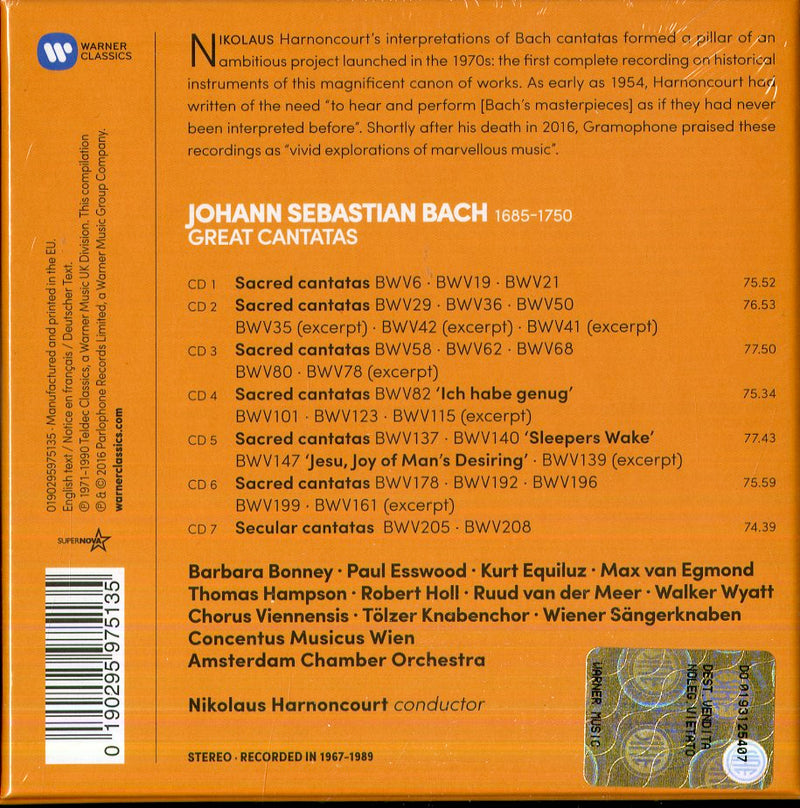 WARNER
CLASSICS
NIKOLAUS Harnoncourt's interpretations of Bach cantatas formed a pillar of an
ambitious project launched in the 1970s: the first complete recording on historical
instruments of this magnificent canon of works. As early as 1954, Harnoncourt had
written of the need "to hear and perform [Bach's masterpieces] as if they had never
been interpreted before". Shortly after his death in 2016, Gramophone praised these
recordings as "vivid explorations of marvellous music".
JOHANN SEBASTIAN BACH 1685-1750
GREAT CANTATAS
CD 1 Sacred cantatas BWV6 · BWV19 · BWV21 75.52
CD 2 Sacred cantatas BWV29 · BWV36 · BWV50 76.53
BWV35 (excerpt) · BWV42 (excerpt) · BWV41 (excerpt)
CD 3 Sacred cantatas BWV58 · BWV62 · BWV68 77.50
BWV80 · BWV78 (excerpt)
CD 4 Sacred cantatas BWV82 'Ich habe genug' 75.34
BWV101 · BWV123 · BWV115 (excerpt)
CD 5 Sacred cantatas BWV137 · BWV140 'Sleepers Wake' 77.43
BWV147 'Jesu, Joy of Man's Desiring' · BWV139 (excerpt)
CD 6 Sacred cantatas BWV178 · BWV192 · BWV196 75.59
BWV199 · BWV161 (excerpt)
CD 7 Secular cantatas BWV205 · BWV208 74.39
Barbara Bonney · Paul Esswood · Kurt Equiluz · Max van Egmond
Thomas Hampson · Robert Holl · Ruud van der Meer · Walker Wyatt
Chorus Viennensis · Tölzer Knabenchor · Wiener Sängerknaben
Concentus Musicus Wien
Amsterdam Chamber Orchestra
Nikolaus Harnoncourt conductor
STEREO · RECORDED IN 1967-1989
0190295975135 · Manufactured and printed in the EU.
English text / Notice en français / Deutscher Text.
℗ 1971-1990 Teldec Classics, a Warner Music UK Division. This compilation
℗ & © 2016 Parlophone Records Limited, a Warner Music Group Company.
warnerclassics.com
SUPERNOVA
0 190295 975135
DO 0193125407
DEST. VENDITA
NOLEG. VIETATO
WARNER MUSIC